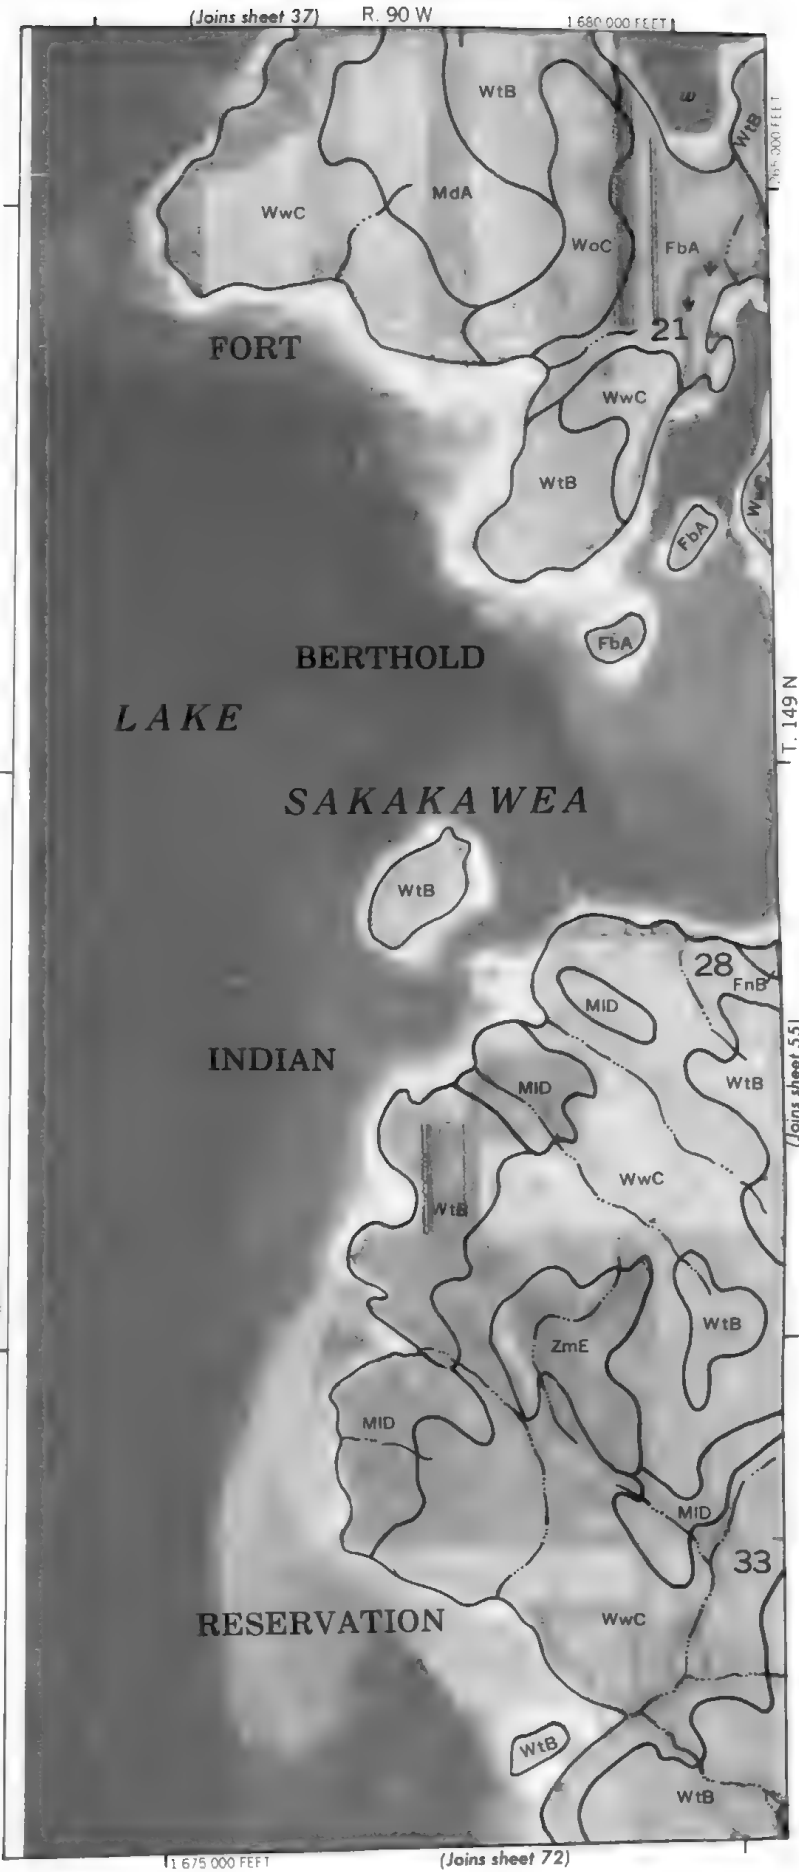 (Joins sheet 37) R. 90 W 1 680 000 FEET
WtB
w
WtB
MdA
WwC
WoC
FbA
21
FORT
WwC
WtB
FbA
FbA
BERTHOLD
T. 149 N
LAKE
SAKAKAWEA
WtB
28
FnB
MlD
INDIAN
(Joins sheet 55)
WtB
MlD
WwC
WtB
WtB
ZmE
MlD
MlD
33
RESERVATION
WwC
WtB
WtB
1 675 000 FEET
(Joins sheet 72)